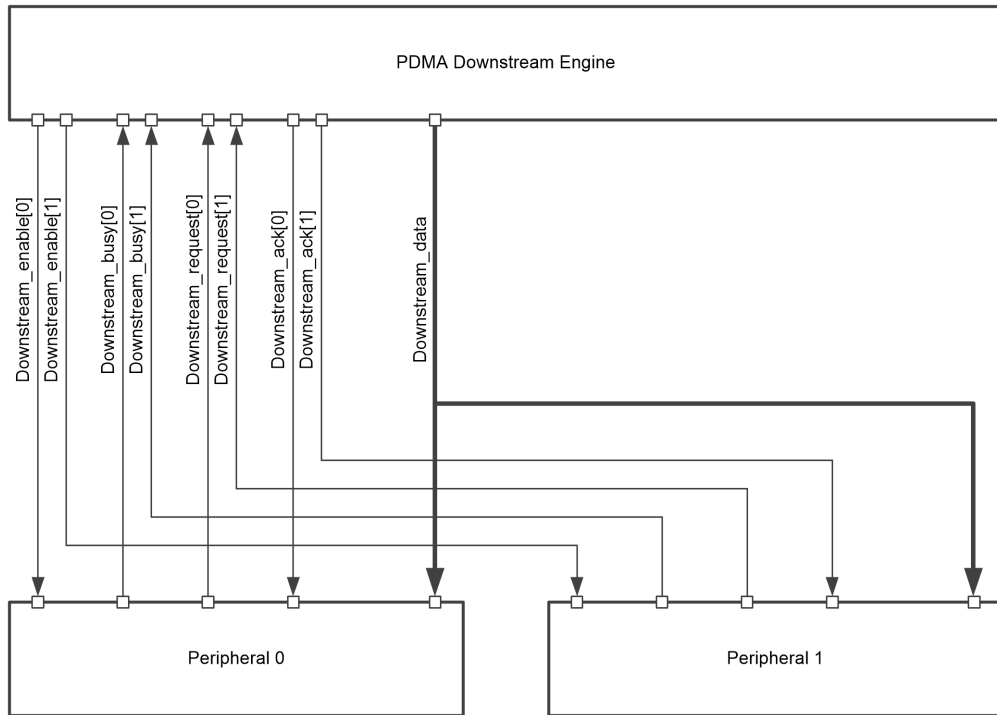 PDMA Downstream Engine
Downstream_enable[0]
Downstream_enable[1]
Downstream_busy[0]
Downstream_busy[1]
Downstream_request[0]
Downstream_request[1]
Downstream_ack[0]
Downstream_ack[1]
Downstream_data
Peripheral 0
Peripheral 1